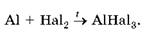 Al + Hal₂ →ᵗ AlHal₃.